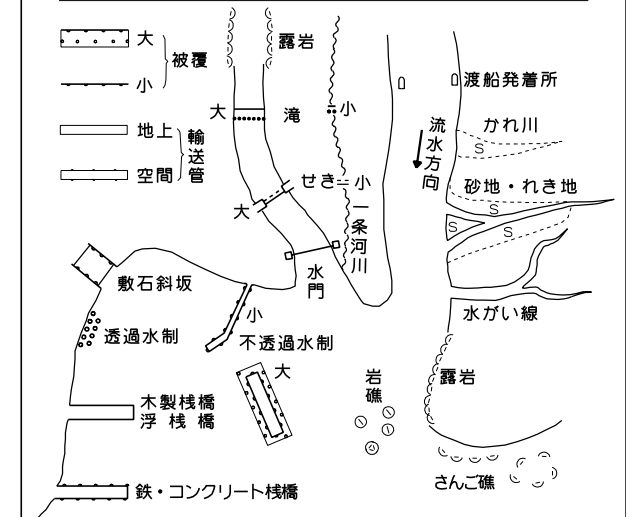 大
被覆
小
地上
輸送管
空間
露岩
大
滝
小
せき
小
大
一条河川
水門
渡船発着所
流水方向
かれ川
S
砂地・れき地
S
S
S
水がい線
敷石斜坂
透過水制
小
不透過水制
大
木製桟橋
浮桟橋
鉄・コンクリート桟橋
岩礁
露岩
さんご礁